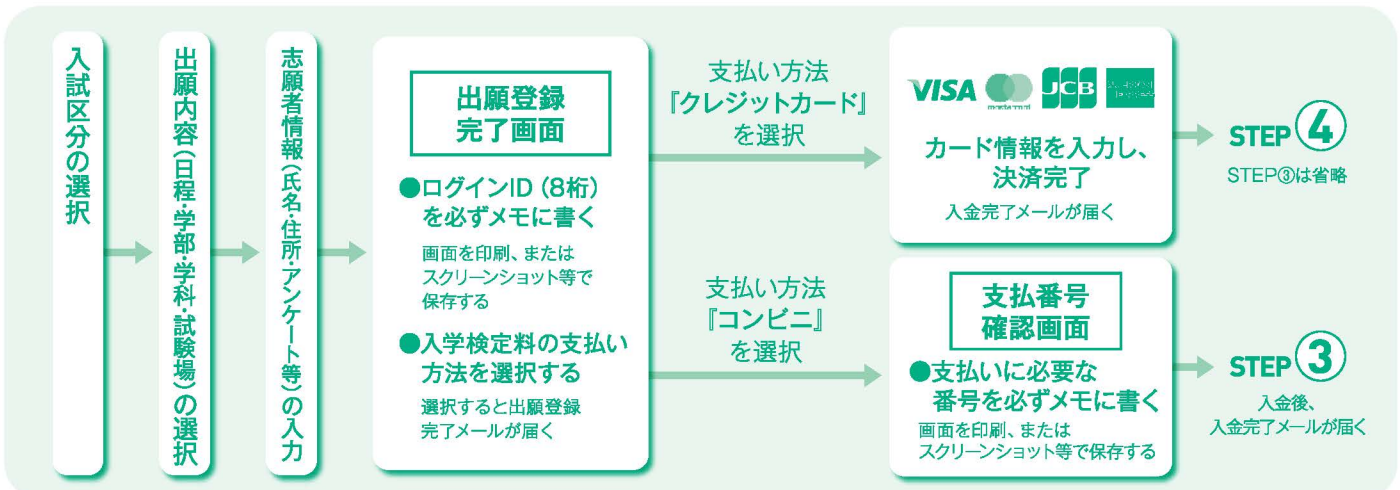 入試区分の選択
出願内容(日程・学部・学科・試験場)の選択
志願者情報(氏名・住所・アンケート等)の入力
出願登録
完了画面
●ログインID(8桁)
を必ずメモに書く
画面を印刷、または
スクリーンショット等で
保存する
●入学検定料の支払い
方法を選択する
選択すると出願登録
完了メールが届く
支払い方法
『クレジットカード』
を選択
VISA mastercard JCB
カード情報を入力し、
決済完了
入金完了メールが届く
STEP④
STEP③は省略
支払い方法
『コンビニ』
を選択
支払番号
確認画面
●支払いに必要な
番号を必ずメモに書く
画面を印刷、または
スクリーンショット等で保存する
STEP③
入金後、
入金完了メールが届く